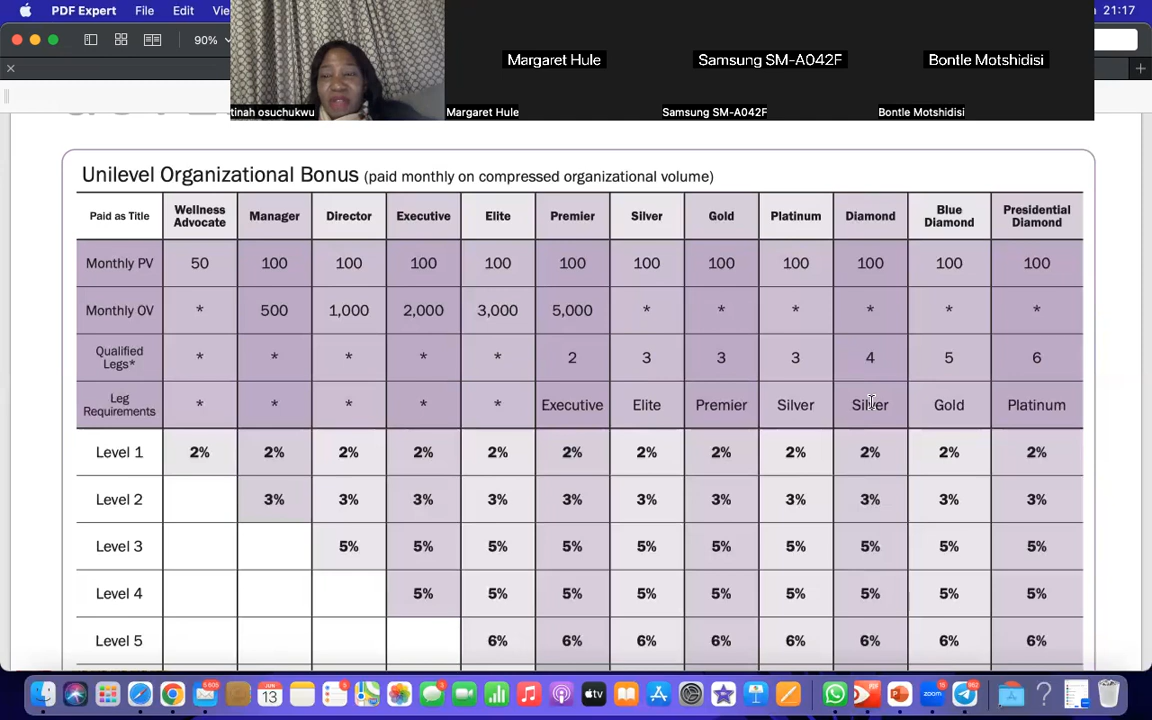 PDF Expert File Edit
21:17
90%
Margaret Hule
Samsung SM-A042F
Bontle Motshidisi
tinah osuchukwu
Margaret Hule
Samsung SM-A042F
Bontle Motshidisi
Unilevel Organizational Bonus (paid monthly on compressed organizational volume)
Paid as Title Wellness Advocate Manager Director Executive Elite Premier Silver Gold Platinum Diamond Blue Diamond Presidential Diamond
Monthly PV 50 100 100 100 100 100 100 100 100 100 100 100
Monthly OV * 500 1,000 2,000 3,000 5,000 * * * * * *
Qualified Legs* * * * * * 2 3 3 3 4 5 6
Leg Requirements * * * * * Executive Elite Premier Silver Silver Gold Platinum
Level 1 2% 2% 2% 2% 2% 2% 2% 2% 2% 2% 2% 2%
Level 2 3% 3% 3% 3% 3% 3% 3% 3% 3% 3% 3%
Level 3 5% 5% 5% 5% 5% 5% 5% 5% 5% 5%
Level 4 5% 5% 5% 5% 5% 5% 5% 5% 5%
Level 5 6% 6% 6% 6% 6% 6% 6% 6%
JUN
13
zoom